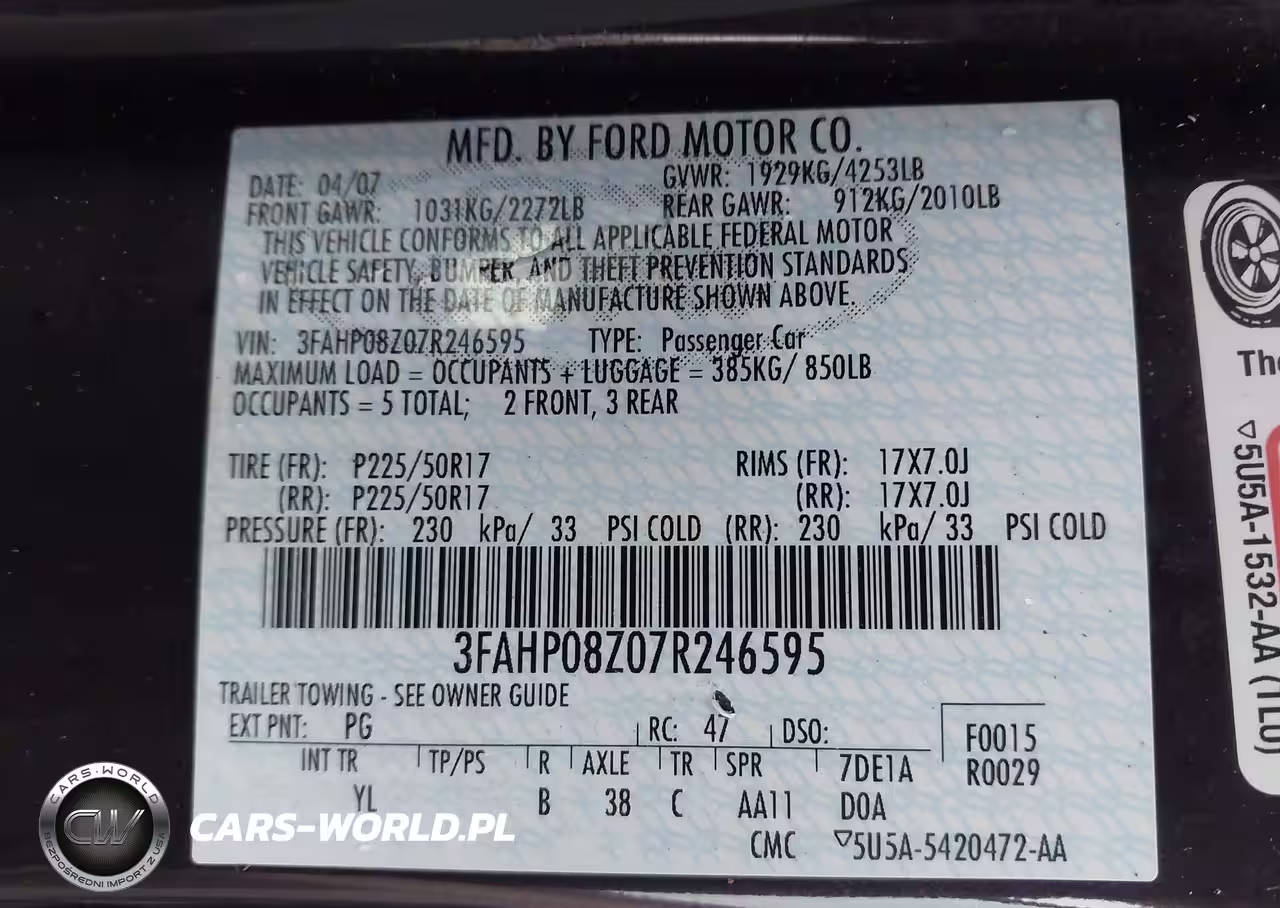 MFD. BY FORD MOTOR CO.
DATE: 04/07 GVWR: 1929KG/4253LB
FRONT GAWR: 1031KG/2272LB REAR GAWR: 912KG/2010LB
THIS VEHICLE CONFORMS TO ALL APPLICABLE FEDERAL MOTOR
VEHICLE SAFETY, BUMPER, AND THEFT PREVENTION STANDARDS
IN EFFECT ON THE DATE OF MANUFACTURE SHOWN ABOVE.
VIN: 3FAHP08Z07R246595 TYPE: Passenger Car
MAXIMUM LOAD = OCCUPANTS + LUGGAGE = 385KG/ 850LB
OCCUPANTS = 5 TOTAL; 2 FRONT, 3 REAR
TIRE (FR): P225/50R17 RIMS (FR): 17X7.0J
(RR): P225/50R17 (RR): 17X7.0J
PRESSURE (FR): 230 kPa/ 33 PSI COLD (RR): 230 kPa/ 33 PSI COLD
3FAHP08Z07R246595
TRAILER TOWING - SEE OWNER GUIDE
EXT PNT: PG RC: 47 DSO: F0015
R0029
INT TR TP/PS R AXLE TR SPR 7DE1A
YL B 38 C AA11 D0A
CMC ▽5U5A-5420472-AA
The
▽5U5A-1532-AA (TL0)
CARS-WORLD
CW
BEZPOŚREDNI IMPORT Z USA
CARS-WORLD.PL